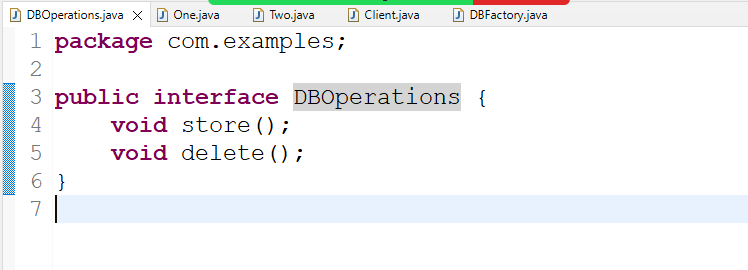 DBOperations.java One.java Two.java Client.java DBFactory.java
1 package com.examples;
2
3 public interface DBOperations {
4     void store();
5     void delete();
6 }
7